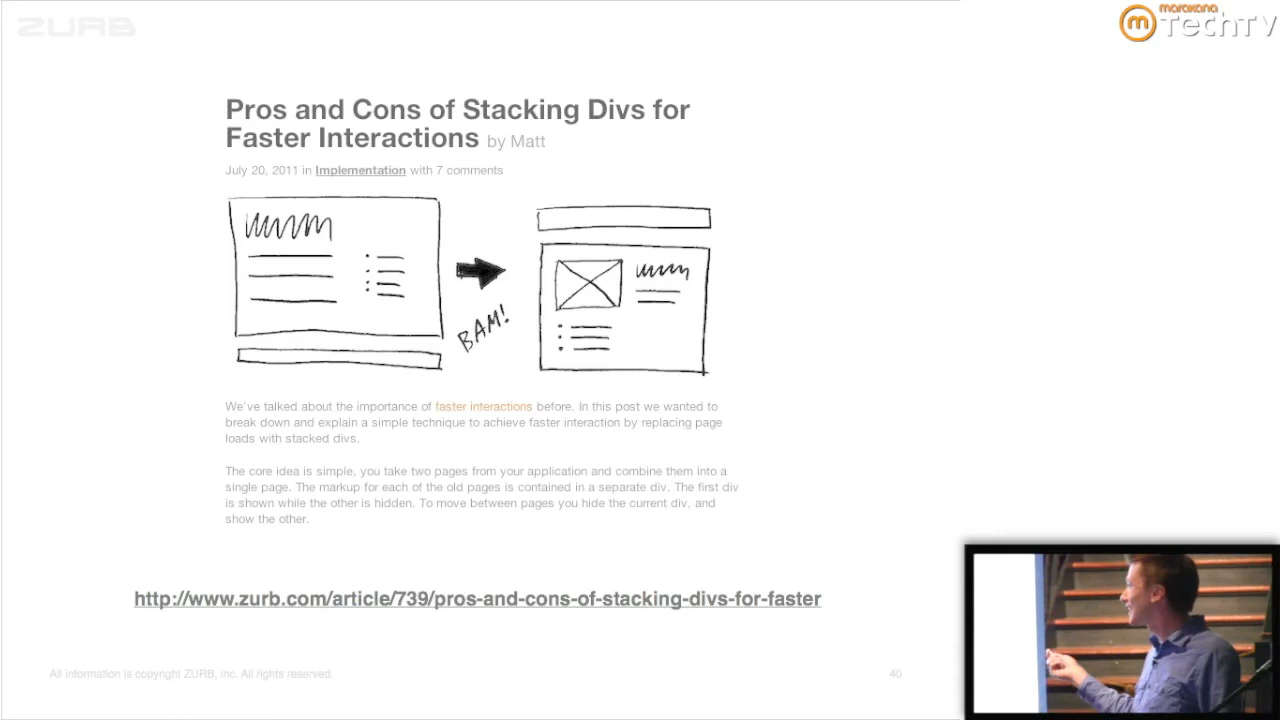 ZURB
marakana
m TechTV
Pros and Cons of Stacking Divs for
Faster Interactions by Matt
July 20, 2011 in Implementation with 7 comments
BAM!
We've talked about the importance of faster interactions before. In this post we wanted to
break down and explain a simple technique to achieve faster interaction by replacing page
loads with stacked divs.
The core idea is simple, you take two pages from your application and combine them into a
single page. The markup for each of the old pages is contained in a separate div. The first div
is shown while the other is hidden. To move between pages you hide the current div, and
show the other.
http://www.zurb.com/article/739/pros-and-cons-of-stacking-divs-for-faster
All information is copyright ZURB, inc. All rights reserved.
40